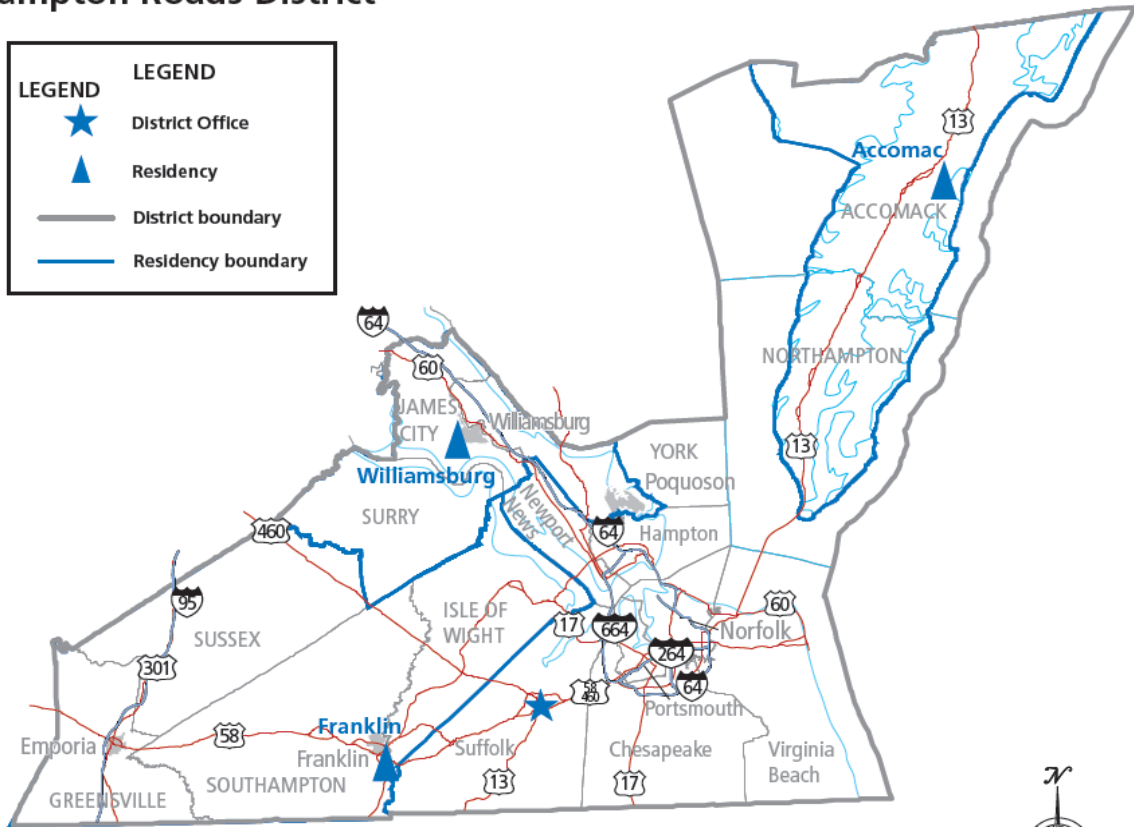 ampton Roads District
LEGEND
LEGEND
District Office
Residency
District boundary
Residency boundary
13
Accomac
ACCOMACK
64
60
NORTHAMPTON
JAMES
CITY
Williamsburg
13
YORK
Williamsburg
Poquoson
SURRY
Newport
News
460
64
Hampton
95
ISLE OF
WIGHT
60
17
664
Norfolk
SUSSEX
264
301
64
58
460
Portsmouth
Franklin
58
Emporia
Franklin
Suffolk
Chesapeake
Virginia
Beach
SOUTHAMPTON
13
17
GREENSVILLE
N